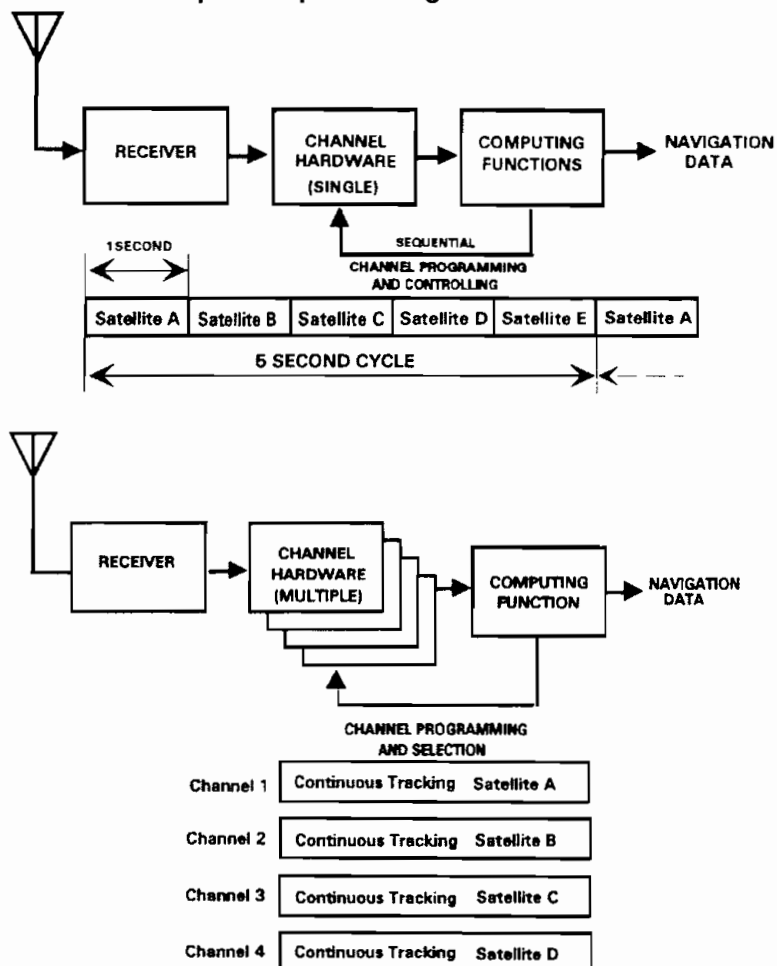 RECEIVER
CHANNEL
HARDWARE
(SINGLE)
COMPUTING
FUNCTIONS
NAVIGATION
DATA
1 SECOND
SEQUENTIAL
CHANNEL PROGRAMMING
AND CONTROLLING
Satellite A Satellite B Satellite C Satellite D Satellite E Satellite A
5 SECOND CYCLE
RECEIVER
CHANNEL
HARDWARE
(MULTIPLE)
COMPUTING
FUNCTION
NAVIGATION
DATA
CHANNEL PROGRAMMING
AND SELECTION
Channel 1 Continuous Tracking Satellite A
Channel 2 Continuous Tracking Satellite B
Channel 3 Continuous Tracking Satellite C
Channel 4 Continuous Tracking Satellite D